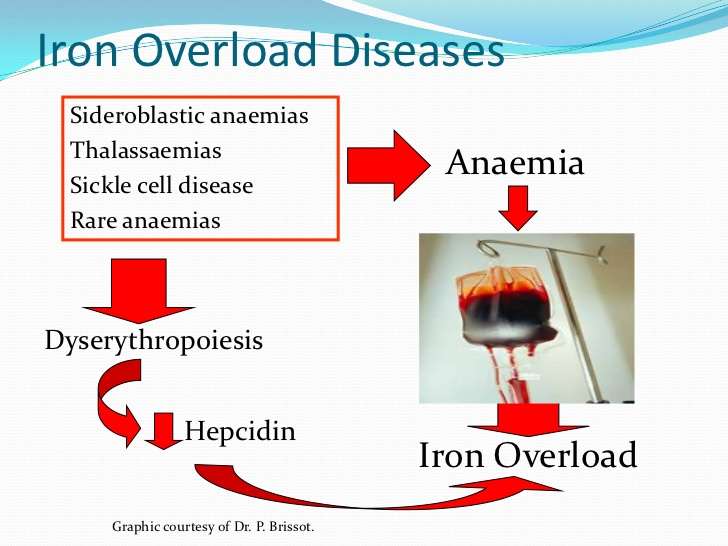 Iron Overload Diseases
Sideroblastic anaemias
Thalassaemias
Sickle cell disease
Rare anaemias
Anaemia
Dyserythropoiesis
Hepcidin
Iron Overload
Graphic courtesy of Dr. P. Brissot.